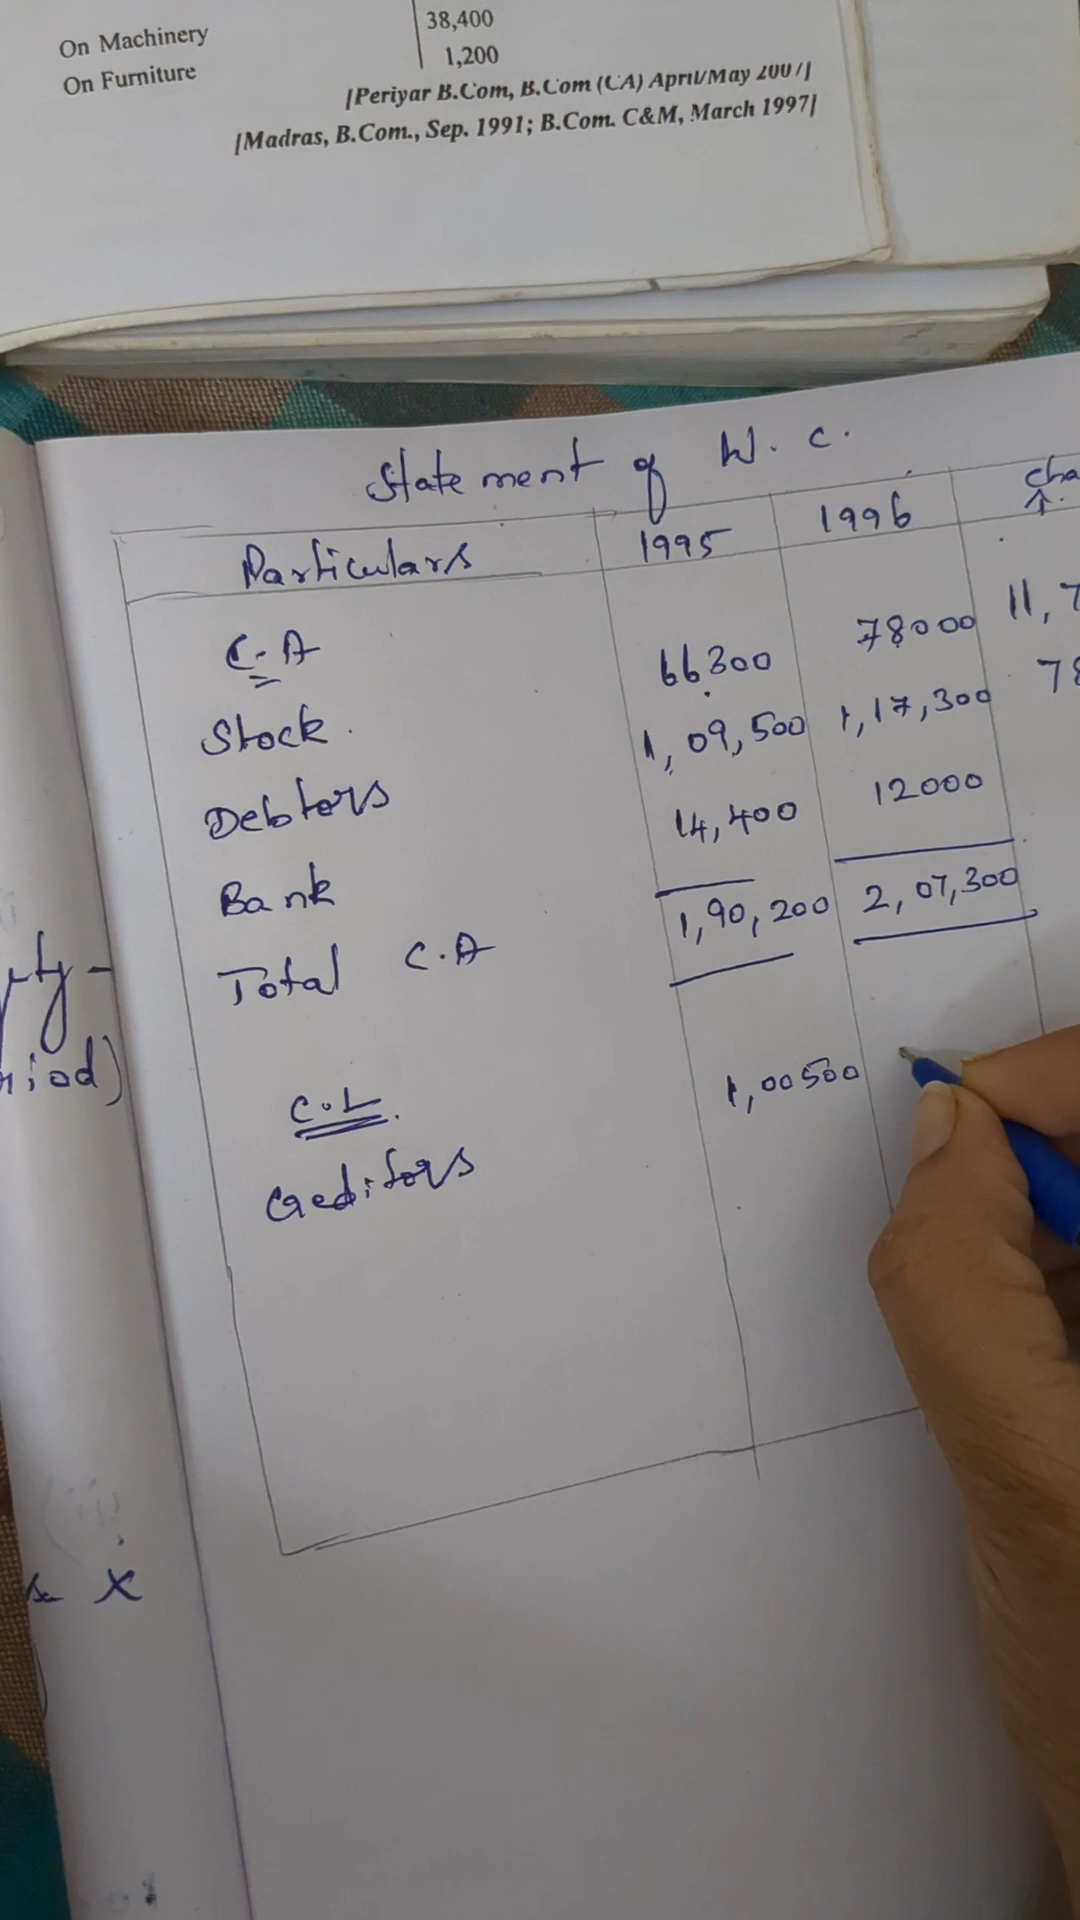 On Machinery 38,400
On Furniture 1,200
[Periyar B.Com, B.Com (CA) April/May 2007]
[Madras, B.Com., Sep. 1991; B.Com. C&M, March 1997]
Statement of W.C.
Particulars 1995 1996
C.A
Stock. 66300 78000
Debtors 1,09,500 1,17,300
Bank 14,400 12000
Total C.A 1,90,200 2,07,300
C.L.
Creditors 1,00500
riod)
X